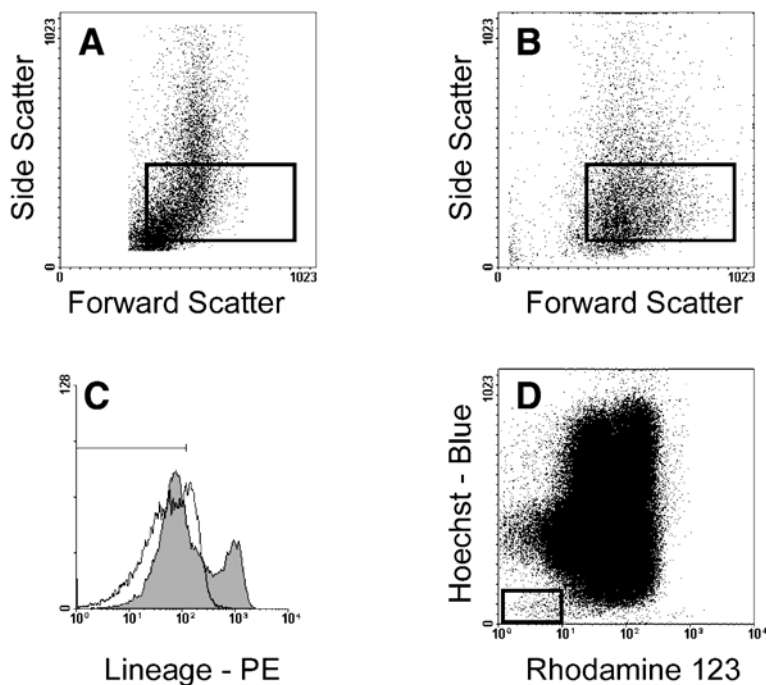 A
1023
Side Scatter
0
0
1023
Forward Scatter
B
1023
Side Scatter
0
0
1023
Forward Scatter
C
128
0
10⁰ 10¹ 10² 10³ 10⁴
Lineage - PE
D
1023
Hoechst - Blue
0
10⁰ 10¹ 10² 10³ 10⁴
Rhodamine 123